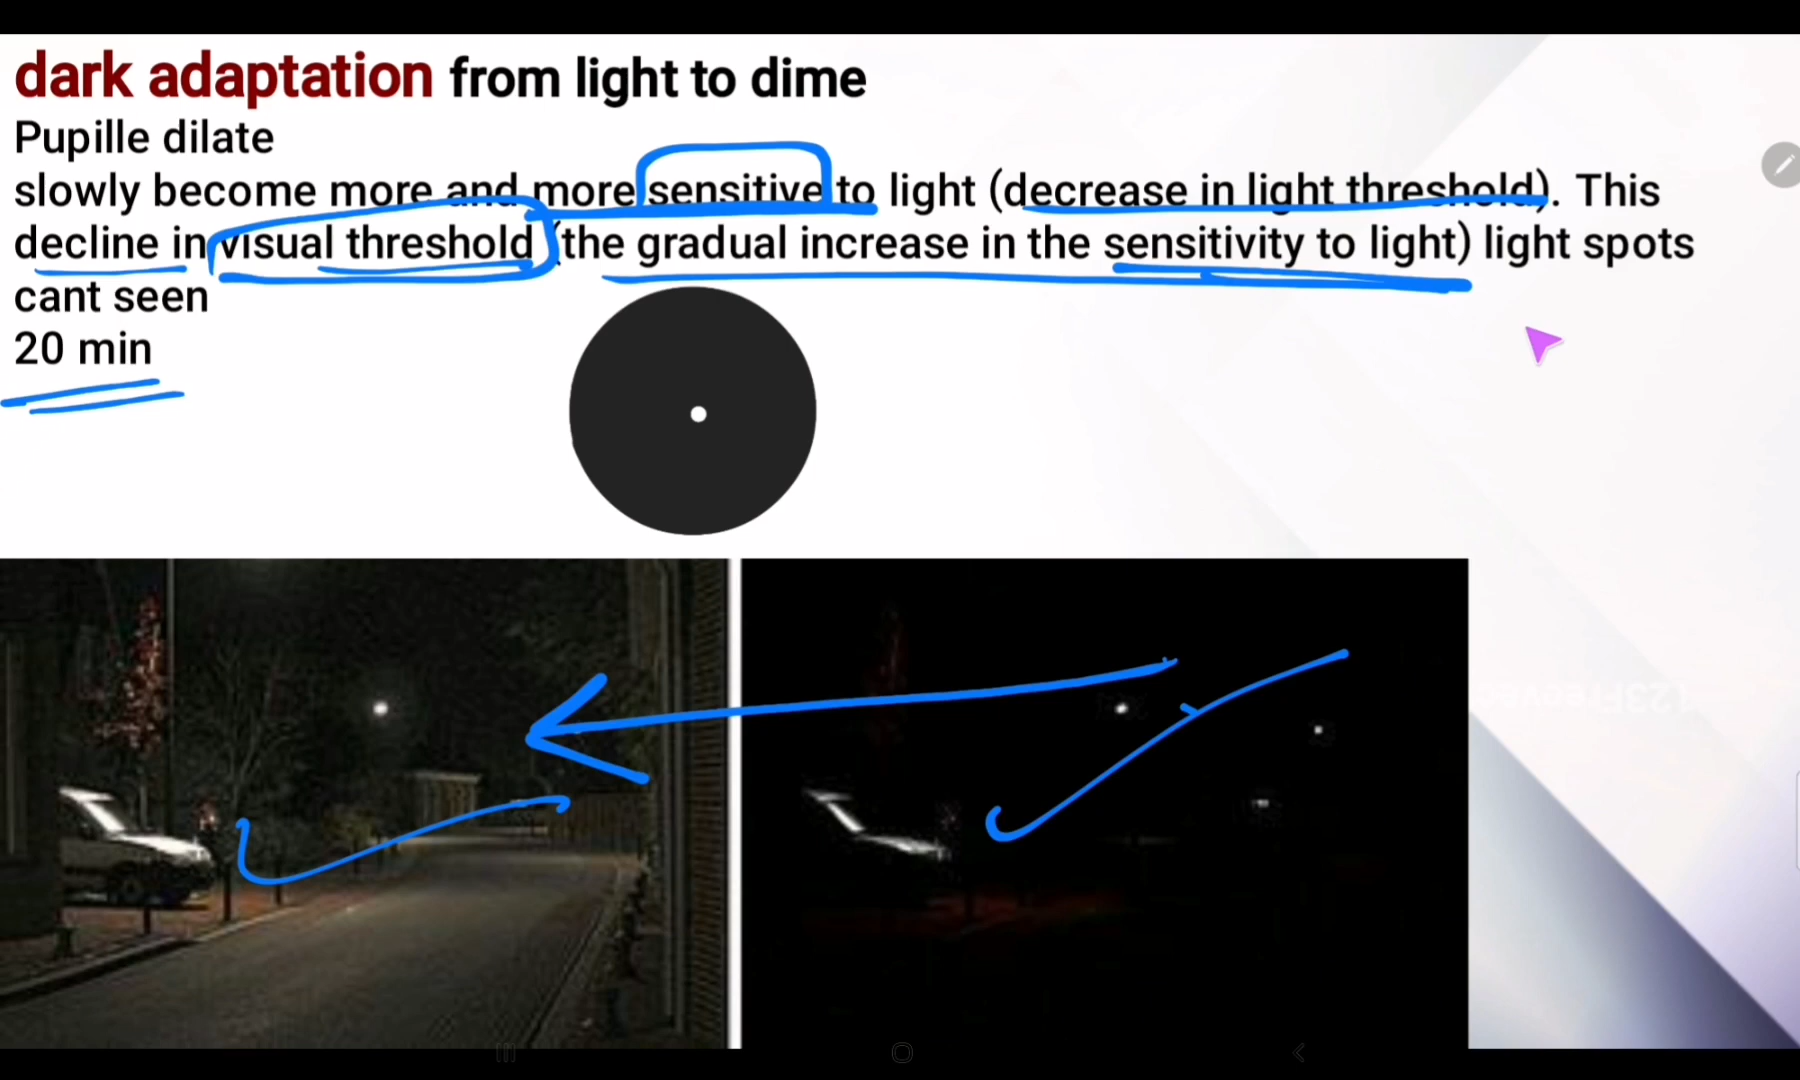 dark adaptation from light to dime
Pupille dilate
slowly become more and more sensitive to light (decrease in light threshold). This
decline in visual threshold (the gradual increase in the sensitivity to light) light spots
cant seen
20 min